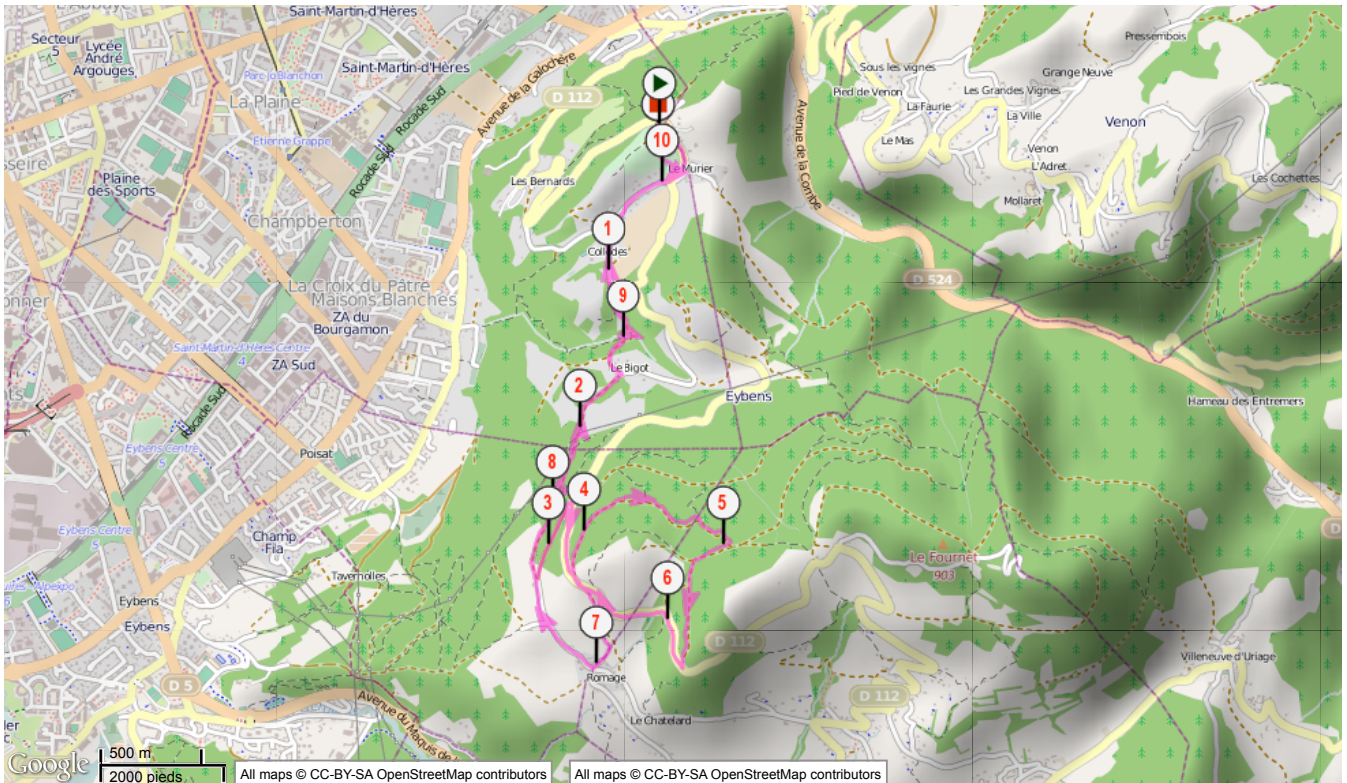 Saint-Martin-d'Hères
Secteur
5
Lycée
André
Argouges
Parc Jo Blanchon
Saint-Martin-d'Hères
La Plaine
Rocade Sud
Avenue de la Galochère
D 112
Etienne Grappe
Rocade Sud
Plaine
des Sports
Champberton
Les Bernards
10
Le Murier
1
Collodes
9
Le Bigot
2
Eybens
8
3
4
5
6
7
Romage
Le Chatelard
La Croix du Pâtre
Maisons Blanches
ZA du
Bourgamon
Saint-Martin-d'Hères Centre
4
ZA Sud
Rocade Sud
Eybens Centre
5
Poisat
Eybens Centre
5
Champ
Fila
Tavernolles
Eybens
Eybens
D 5
Avenue du Maquis de
Avenue de la Combe
Pressembois
Sous les vignes
Grange Neuve
Pied de Venon
Les Grandes Vignes
La Faurie
La Ville
Venon
Le Mas
Venon
L'Adret
Les Cochettes
Mollaret
D 524
Hameau des Entremers
D
Le Fournet
903
D 112
D 112
Villeneuve d'Uriage
Google
500 m
2000 pieds
All maps © CC-BY-SA OpenStreetMap contributors
All maps © CC-BY-SA OpenStreetMap contributors